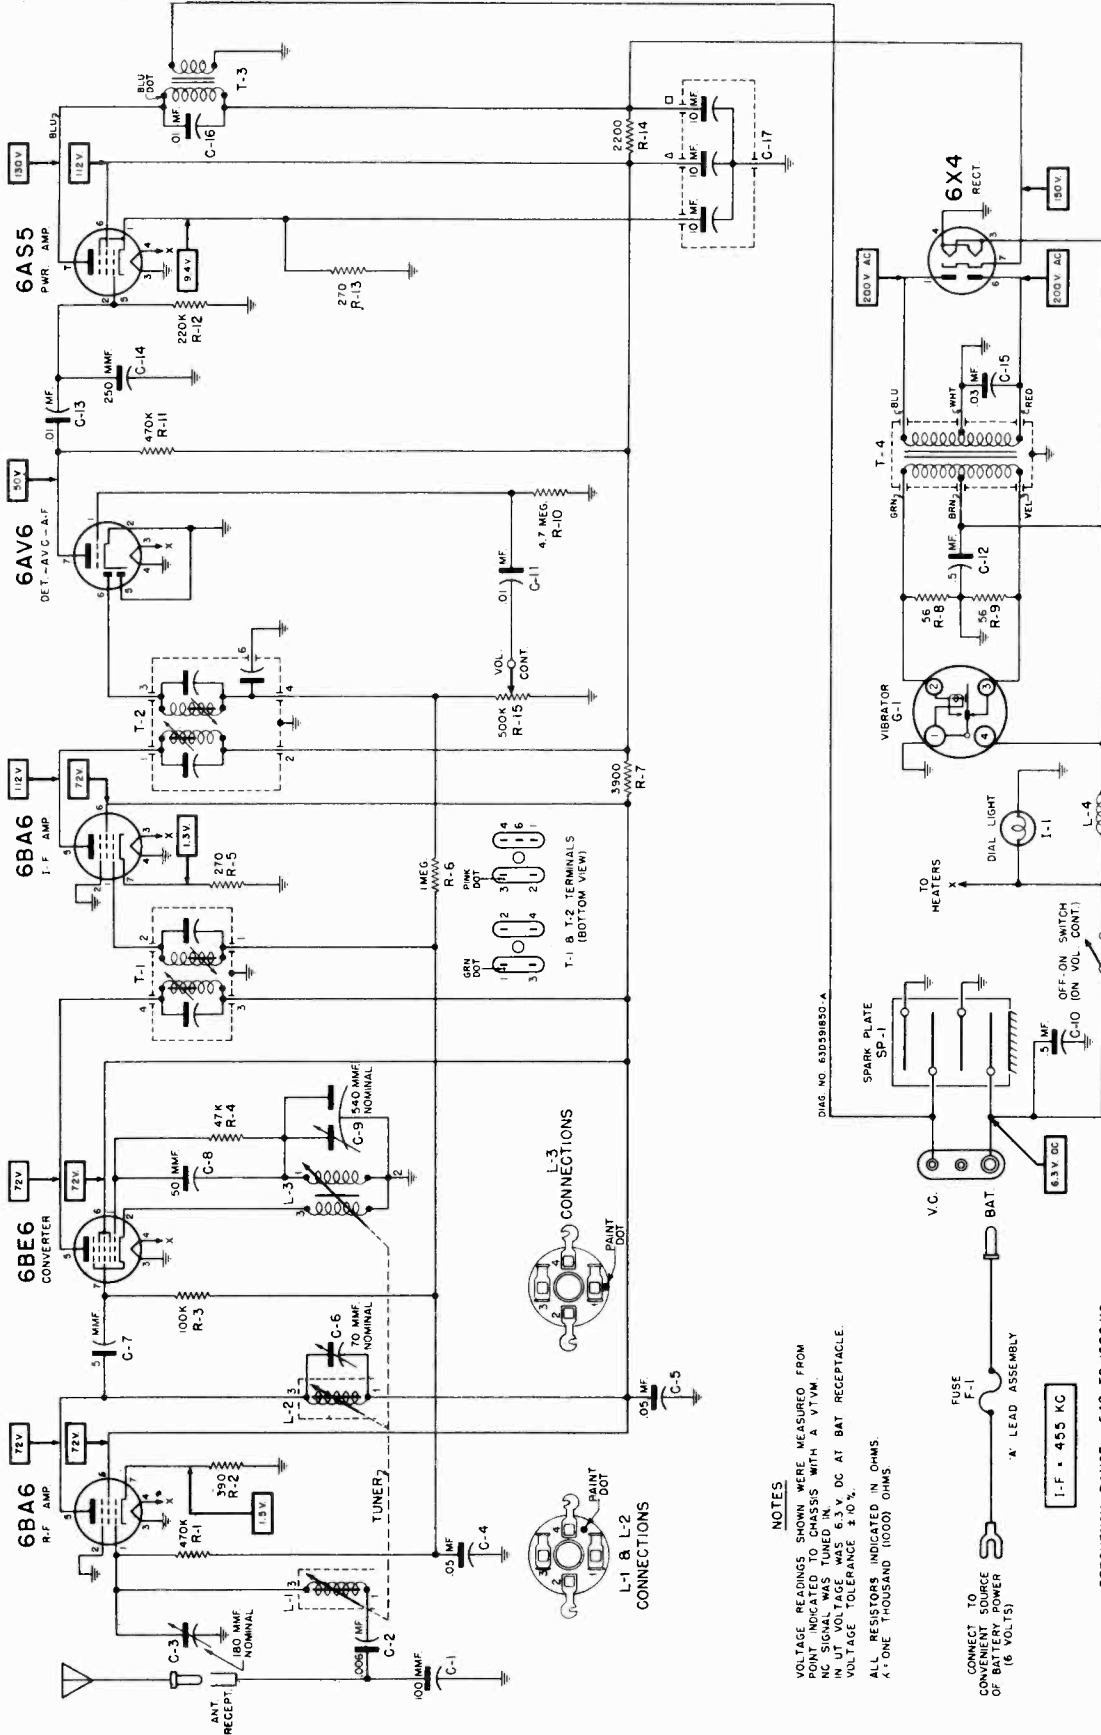 6BA6
R-F AMP
72V.
72V.
1.5V.
470K
R-1
390
R-2
C-3
180 MMF.
NOMINAL
ANT.
RECEPT.
.006 MF.
C-2
100 MMF.
C-1
L-1
TUNER
.05 MF.
C-4
L-2
C-6
70 MMF.
NOMINAL
.05 MF.
C-5
5 MMF.
C-7
100K
R-3
6BE6
CONVERTER
72V.
72V.
50 MMF.
C-8
47K
R-4
L-3
C-9
540 MMF.
NOMINAL
T-1
6BA6
I-F AMP
112V
72V.
1.3V.
270
R-5
1 MEG.
R-6
T-2
3900
R-7
6AV6
DET.-AVC-A-F
50V
500K
R-15
VOL.
CONT.
.01 MF.
C-11
4.7 MEG.
R-10
470K
R-11
.01 MF.
C-13
250 MMF.
C-14
220K
R-12
6AS5
PWR. AMP.
130V
112V
9.4V.
270
R-13
BLU
BLU
DOT
.01 MF.
C-16
T-3
2200
R-14
10 MF.
10 MF.
10 MF.
C-17
L-1 & L-2
CONNECTIONS
PAINT
DOT
L-3
CONNECTIONS
PAINT
DOT
GRN
DOT
PINK
DOT
T-1 & T-2 TERMINALS
(BOTTOM VIEW)
NOTES
VOLTAGE READINGS SHOWN WERE MEASURED FROM
POINT INDICATED TO CHASSIS WITH A VTVM.
NO SIGNAL WAS TUNED IN.
INPUT VOLTAGE WAS 6.3 V. DC AT BAT RECEPTACLE.
VOLTAGE TOLERANCE ± 10%.
ALL RESISTORS INDICATED IN OHMS.
K = ONE THOUSAND (1000) OHMS.
CONNECT TO
CONVENIENT SOURCE
OF BATTERY POWER
(6 VOLTS)
FUSE
F-1
'A' LEAD ASSEMBLY
I-F = 455 KC
V.C.
BAT.
6.3 V. DC
DIAG. NO. 63D591850-A
SPARK PLATE
SP-1
.5 MF.
C-10
OFF-ON SWITCH
(ON VOL. CONT.)
TO
HEATERS
X
DIAL LIGHT
I-1
L-4
VIBRATOR
G-1
56
R-8
56
R-9
.5 MF.
C-12
GRN
BRN
YEL
T-4
BLU
WHT
RED
.03 MF.
C-15
200V AC
200V AC
6X4
RECT.
150 V.